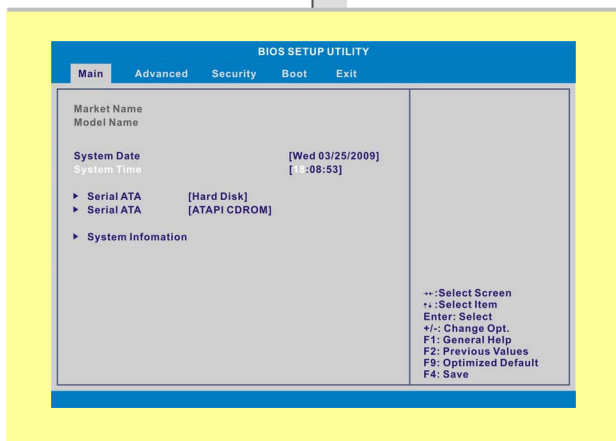 BIOS SETUP UTILITY
Main Advanced Security Boot Exit
Market Name
Model Name
System Date [Wed 03/25/2009]
System Time [18:08:53]
▶ Serial ATA [Hard Disk]
▶ Serial ATA [ATAPI CDROM]
▶ System Infomation
→←:Select Screen
↑↓:Select Item
Enter: Select
+/-: Change Opt.
F1: General Help
F2: Previous Values
F9: Optimized Default
F4: Save